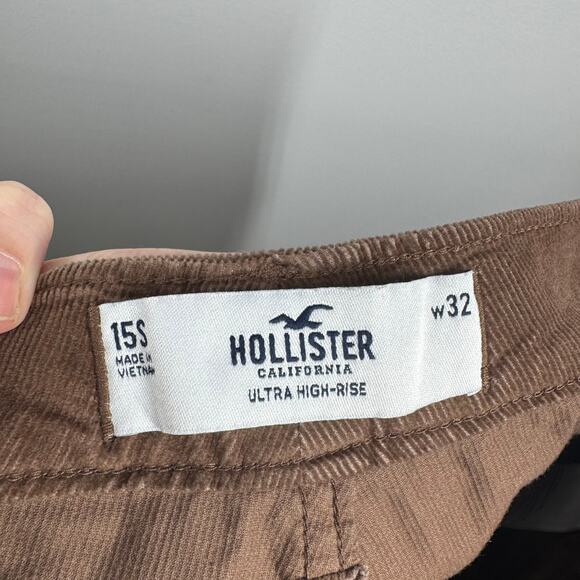 15S
MADE IN
VIETNAM
HOLLISTER
CALIFORNIA
ULTRA HIGH-RISE
W32